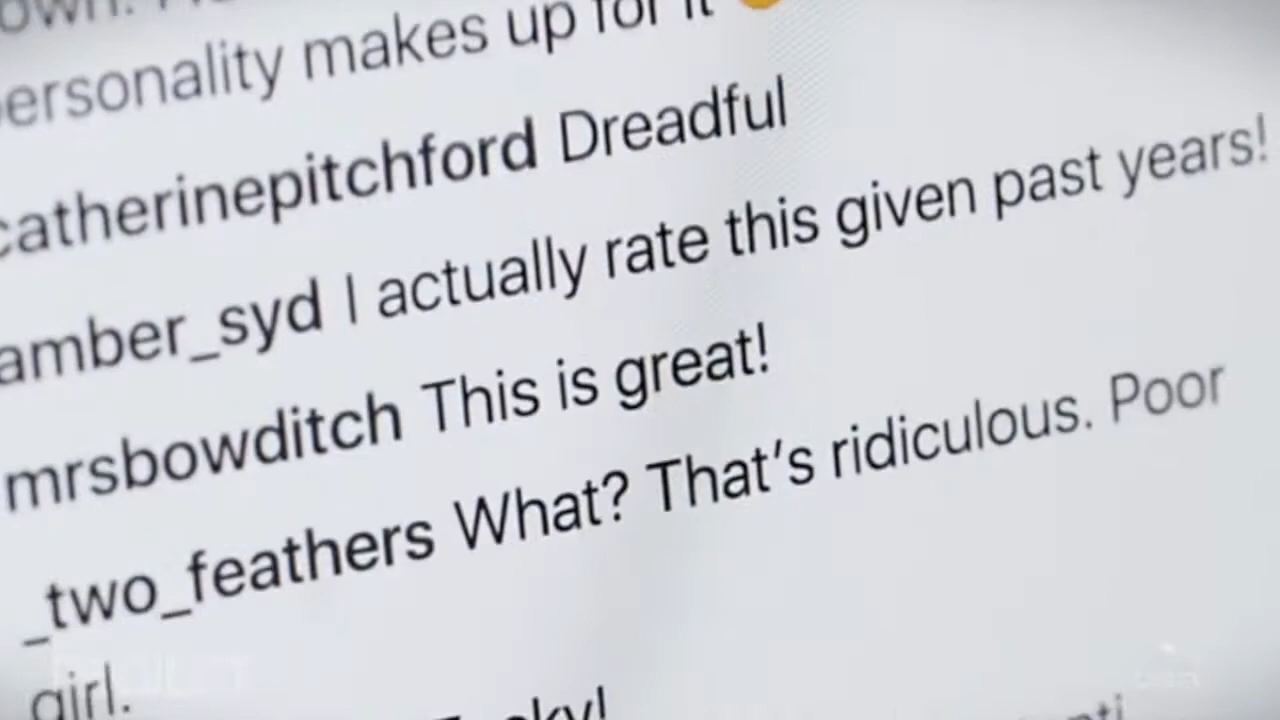 personality makes up for it
catherinepitchford Dreadful
amber_syd I actually rate this given past years!
mrsbowditch This is great!
_two_feathers What? That's ridiculous. Poor
girl.